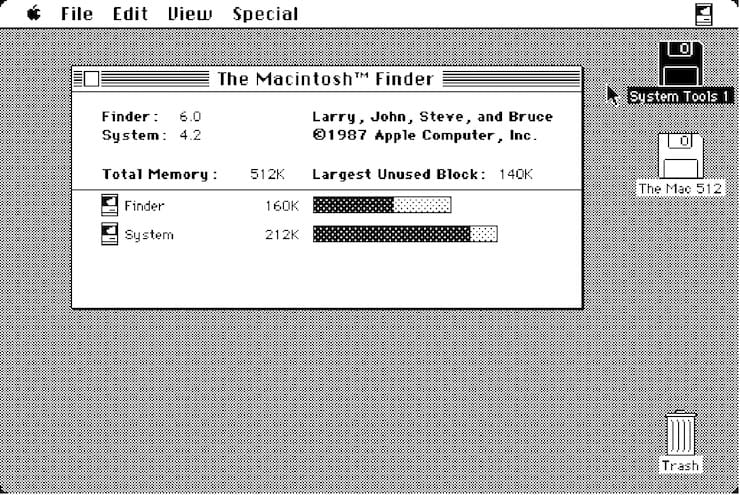 File Edit View Special
System Tools 1
The Macintosh™ Finder
Finder: 6.0 Larry, John, Steve, and Bruce
System: 4.2 ©1987 Apple Computer, Inc.
Total Memory: 512K Largest Unused Block: 140K
The Mac 512
Finder 160K
System 212K
Trash